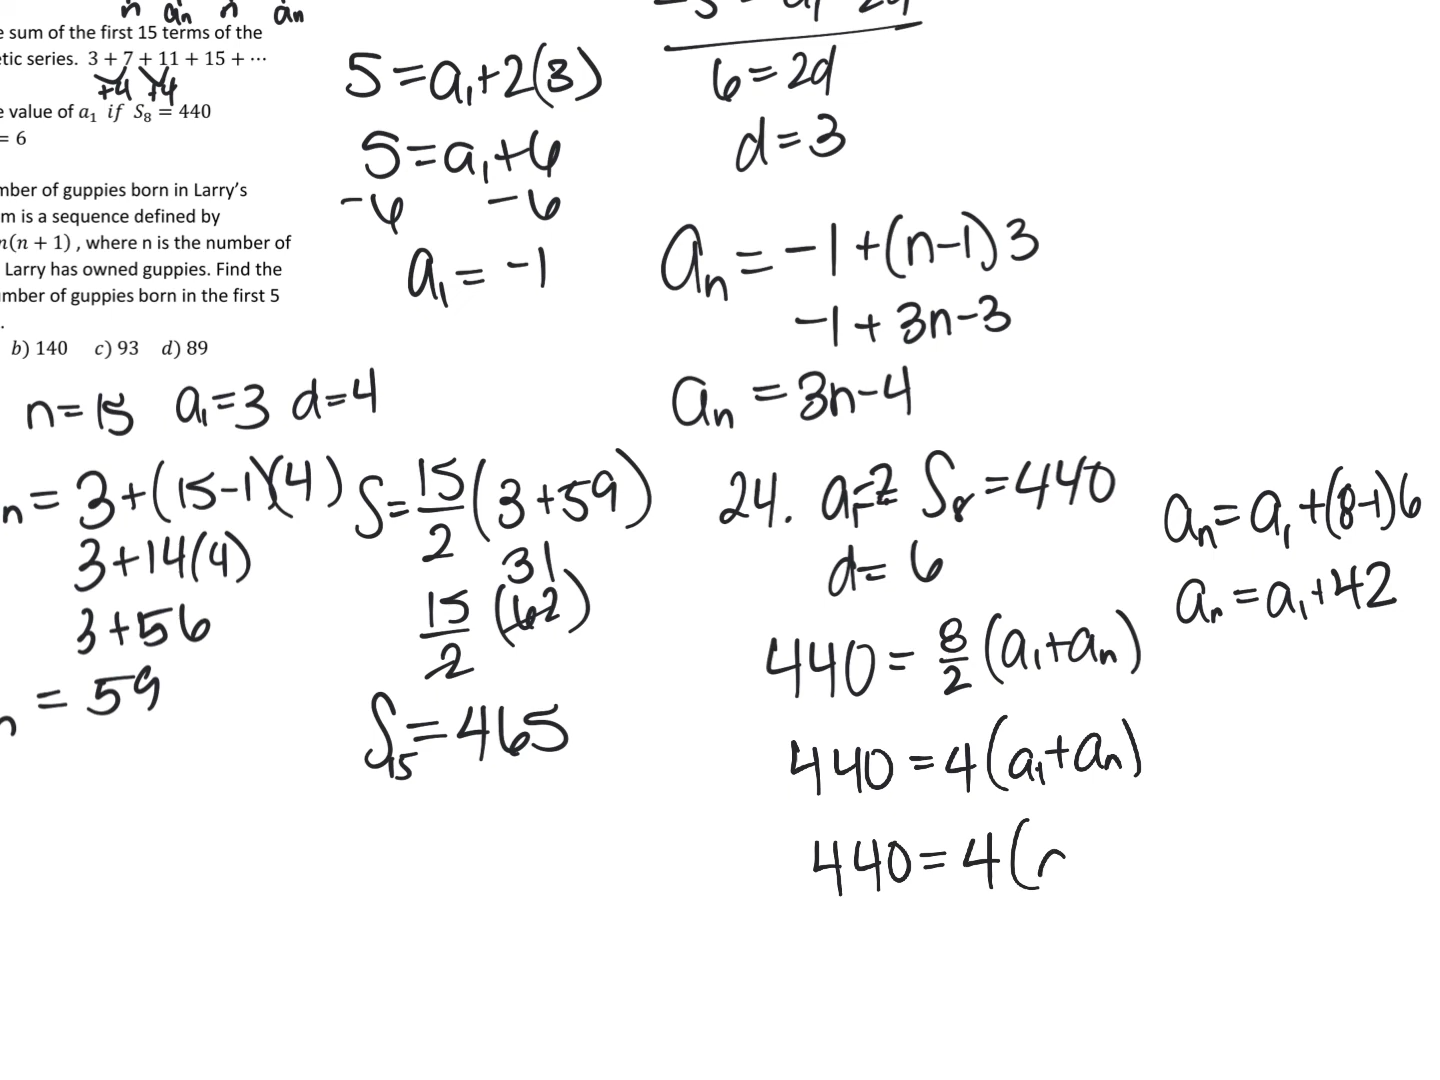 n an n an
sum of the first 15 terms of the
tic series. 3 + 7 + 11 + 15 + ⋯
+4 +4
value of a₁ if S₈ = 440
= 6
mber of guppies born in Larry's
m is a sequence defined by
n(n + 1) , where n is the number of
Larry has owned guppies. Find the
mber of guppies born in the first 5
.
b) 140 c) 93 d) 89
5=a₁+2(3)
5=a₁+6
-6 -6
a₁=-1
6=2d
d=3
an=-1+(n-1)3
-1+3n-3
an=3n-4
n=15 a₁=3 d=4
n=3+(15-1)(4)
3+14(4)
3+56
n=59
S=15/2(3+59)
31
15/2(62)
S₁₅=465
24. a₁=? S₈=440
d=6
440=8/2(a₁+an)
440=4(a₁+an)
440=4(
an=a₁+(8-1)6
an=a₁+42